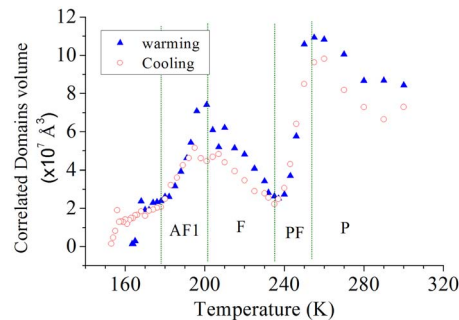 12
10
8
6
4
2
0
Correlated Domains volume
(x10⁷ Å³)
warming
Cooling
AF1
F
PF
P
160
200
240
280
320
Temperature (K)